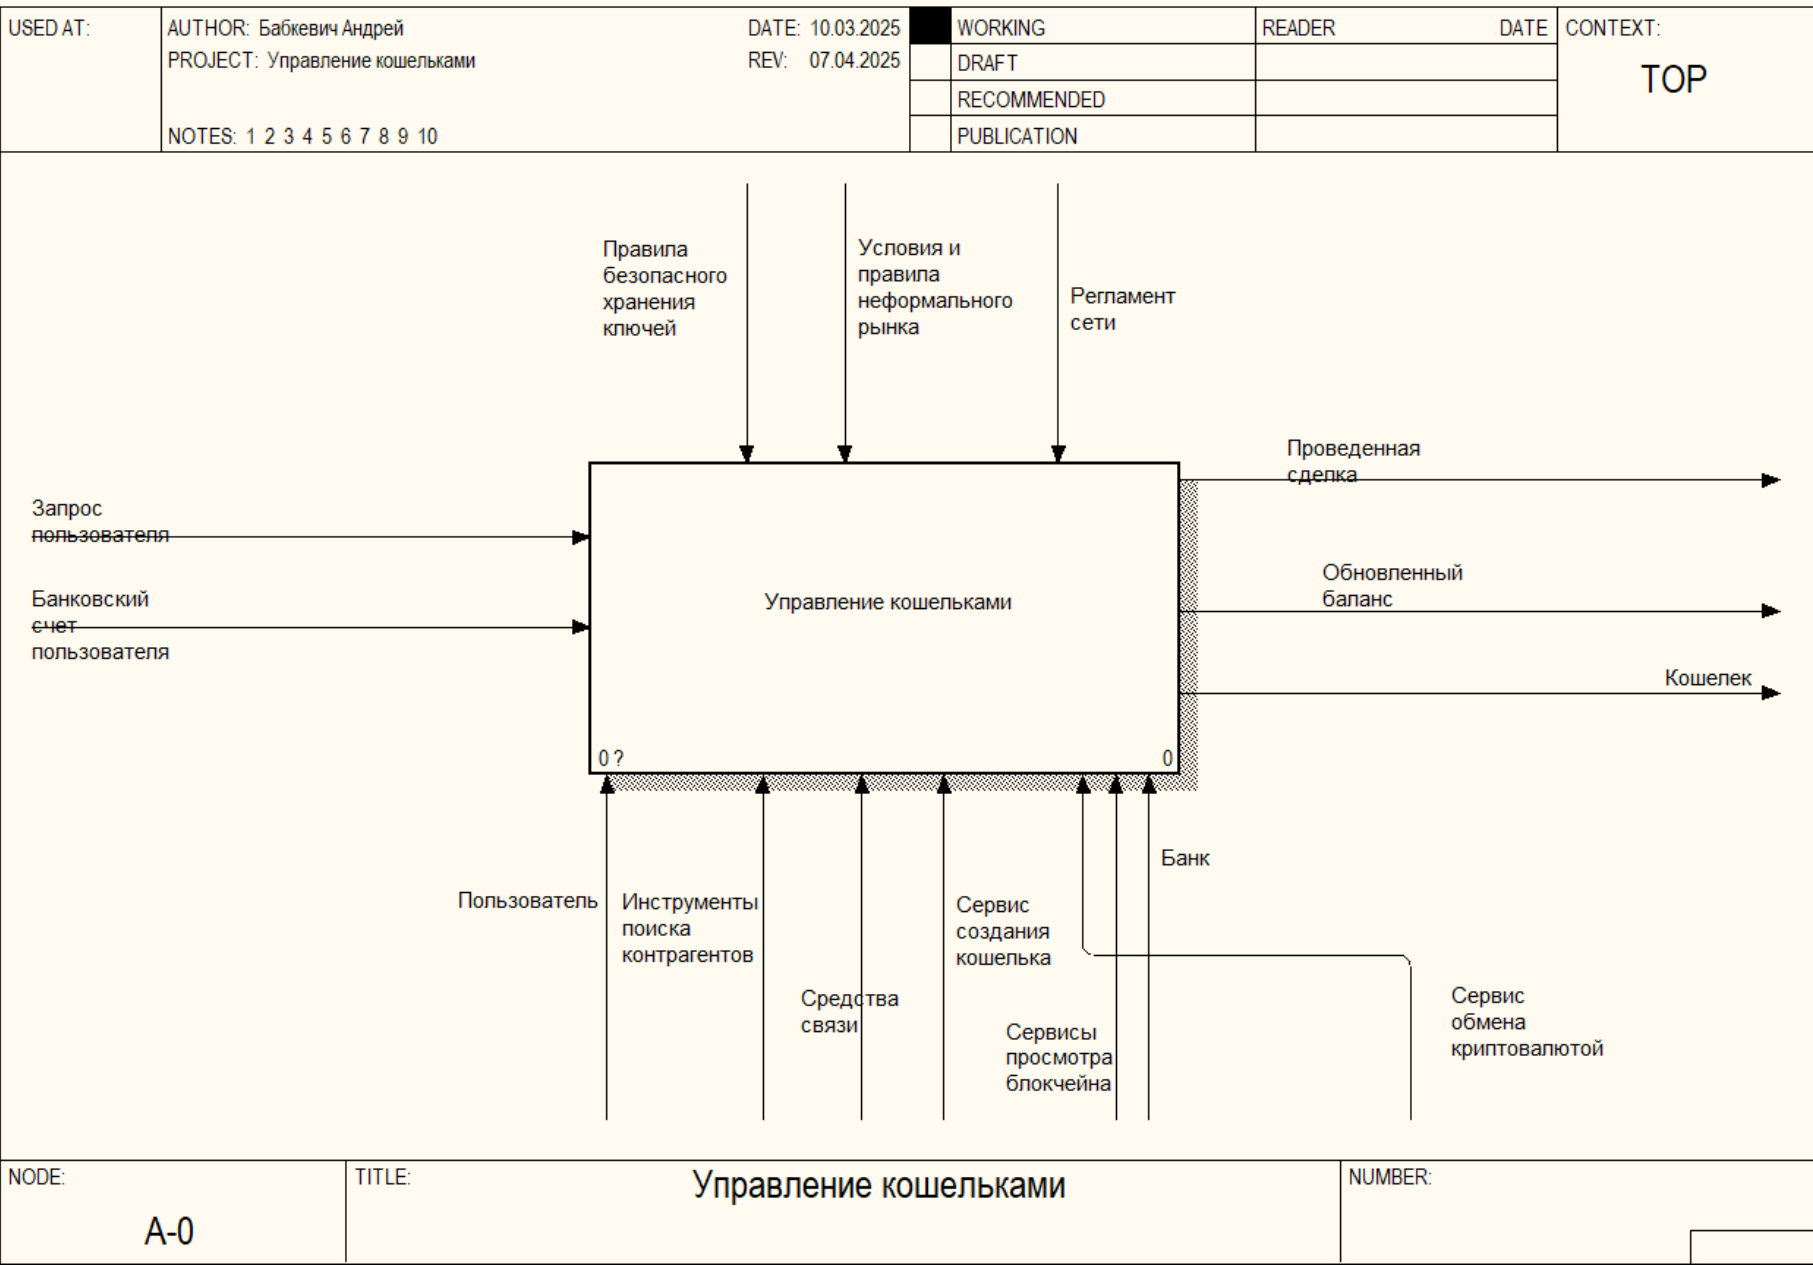 USED AT:
AUTHOR: Бабкевич Андрей
DATE: 10.03.2025
PROJECT: Управление кошельками
REV: 07.04.2025
NOTES: 1 2 3 4 5 6 7 8 9 10
WORKING
DRAFT
RECOMMENDED
PUBLICATION
READER
DATE
CONTEXT:
TOP
Правила
безопасного
хранения
ключей
Условия и
правила
неформального
рынка
Регламент
сети
Запрос
пользователя
Банковский
счет
пользователя
Управление кошельками
0 ?
0
Проведенная
сделка
Обновленный
баланс
Кошелек
Пользователь
Инструменты
поиска
контрагентов
Средства
связи
Сервис
создания
кошелька
Сервисы
просмотра
блокчейна
Банк
Сервис
обмена
криптовалютой
NODE:
A-0
TITLE:
Управление кошельками
NUMBER: